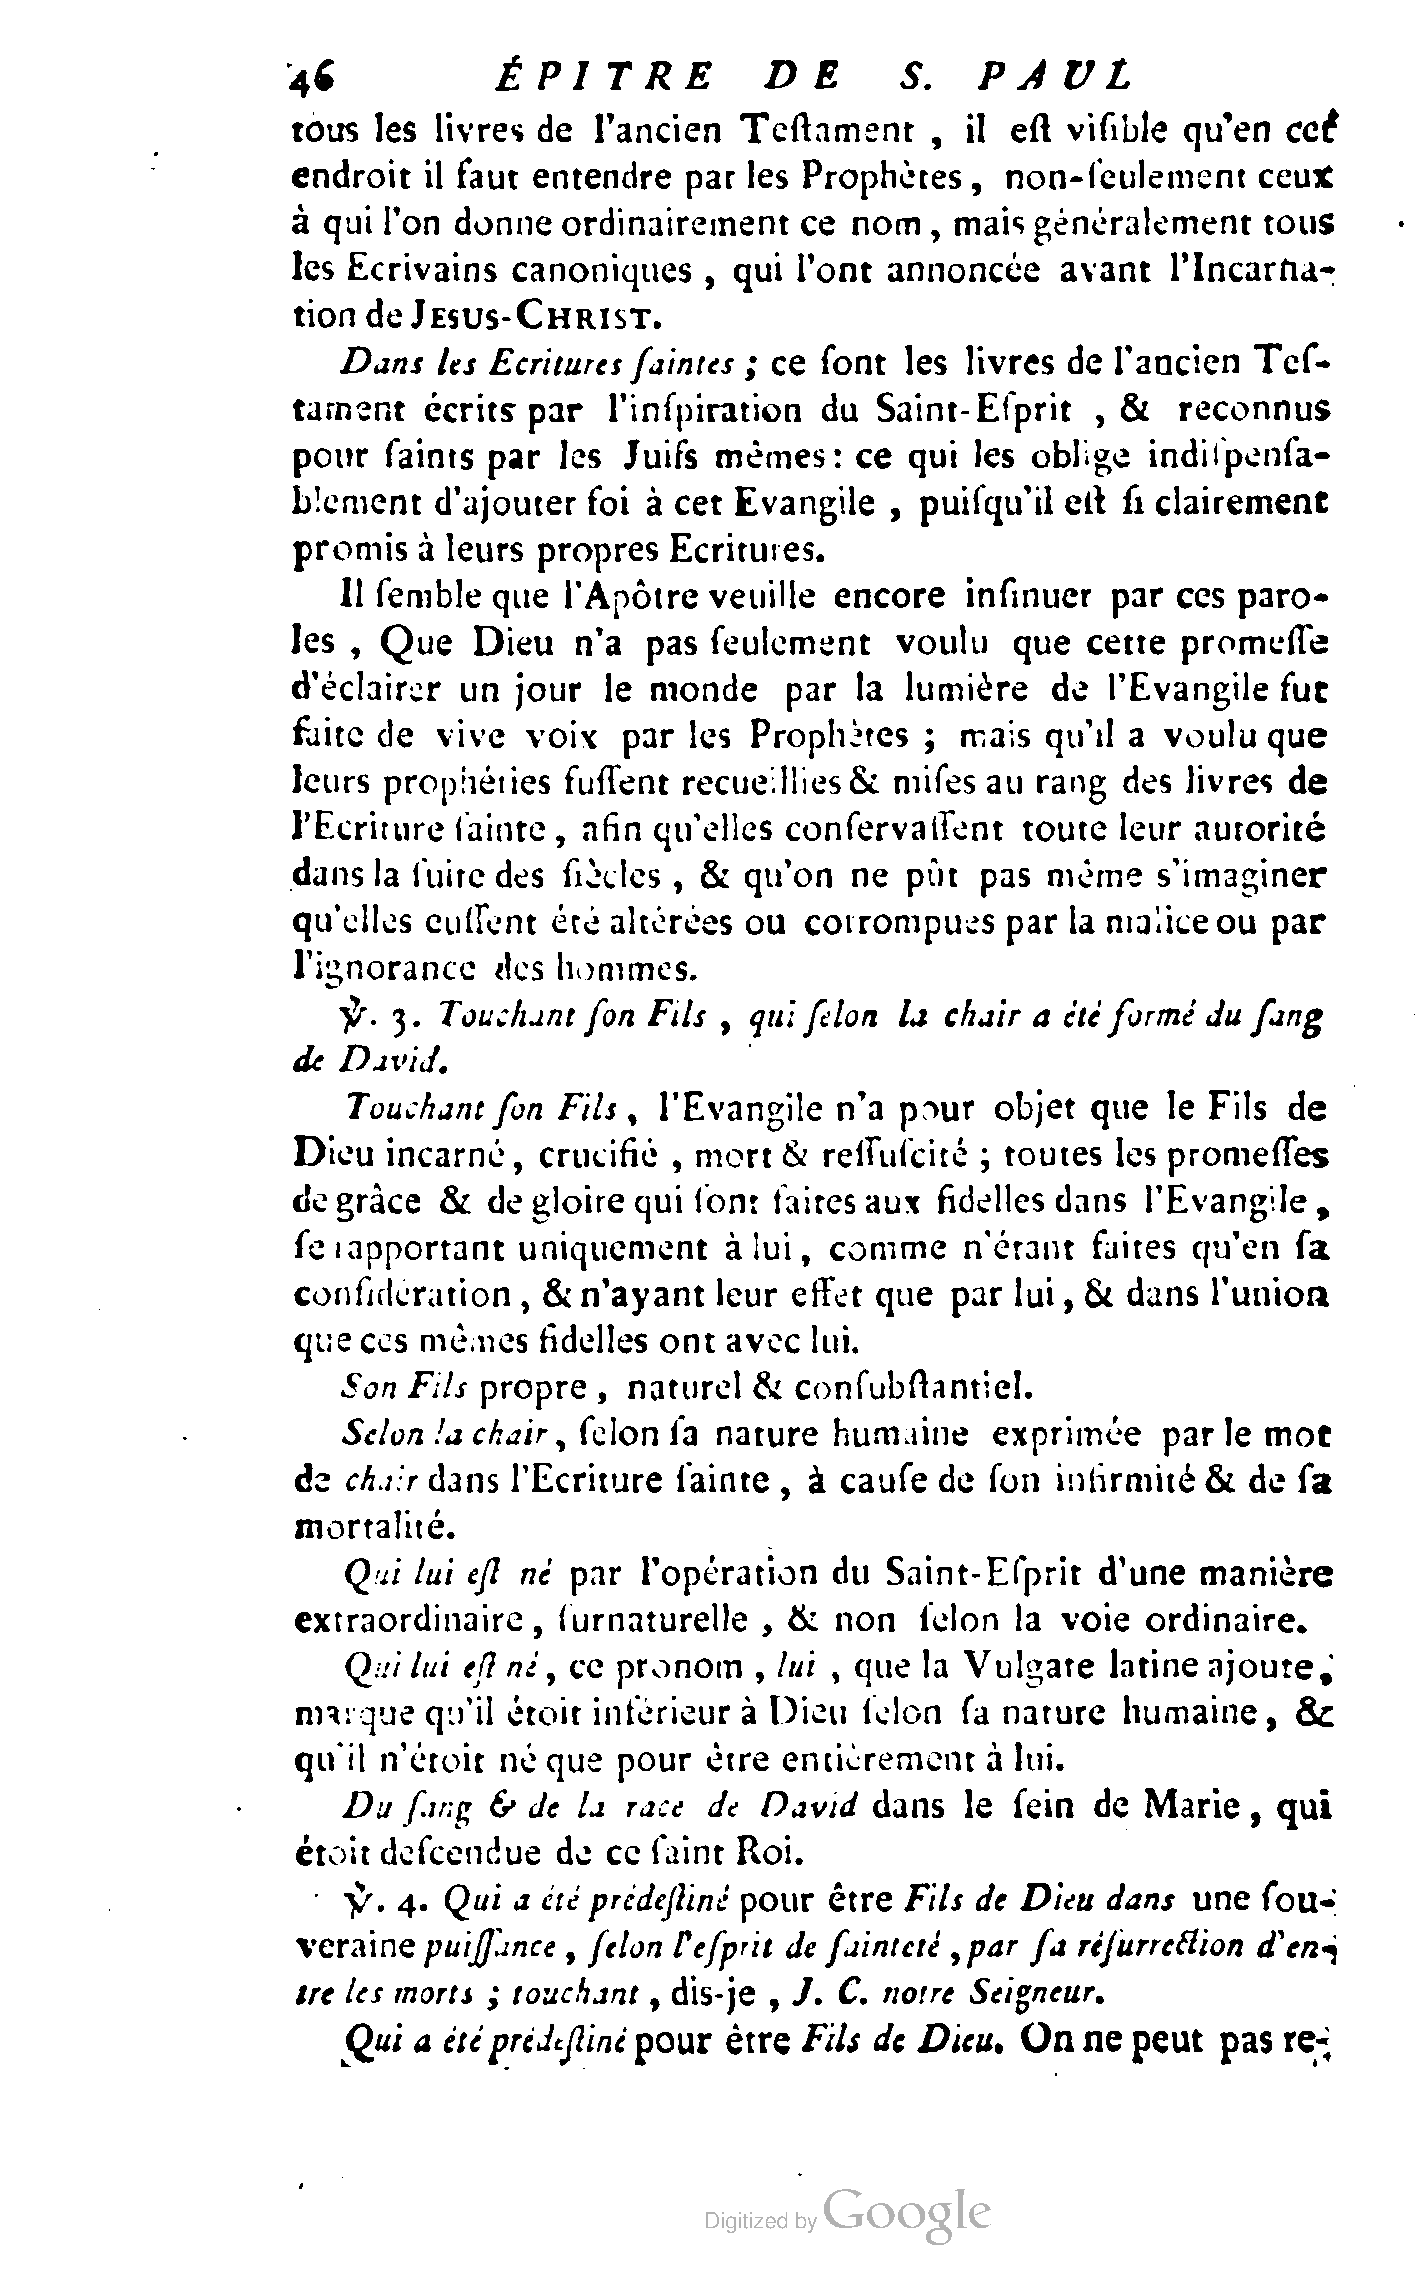 46 ÉPITRE DE S. PAUL
tous les livres de l'ancien Teſtament , il eſt viſible qu'en cet
endroit il faut entendre par les Prophètes, non-ſeulement ceux
à qui l'on donne ordinairement ce nom, mais généralement tous
les Ecrivains canoniques, qui l'ont annoncée avant l'Incarna-
tion de JESUS-CHRIST.
Dans les Ecritures ſaintes ; ce ſont les livres de l'ancien Teſ-
tament écrits par l'inſpiration du Saint-Eſprit , & reconnus
pour ſaints par les Juifs mêmes: ce qui les oblige indiſpenſa-
blement d'ajouter foi à cet Evangile , puiſqu'il eſt ſi clairement
promis à leurs propres Ecritures.
Il ſemble que l'Apôtre veuille encore inſinuer par ces paro-
les , Que Dieu n'a pas ſeulement voulu que cette promeſſe
d'éclairer un jour le monde par la lumière de l'Evangile fut
faite de vive voix par les Prophètes ; mais qu'il a voulu que
leurs prophéties fuſſent recueillies & miſes au rang des livres de
l'Ecriture ſainte, afin qu'elles conſervaſſent toute leur autorité
dans la ſuite des ſiècles , & qu'on ne pût pas même s'imaginer
qu'elles euſſent été altérées ou corrompues par la malice ou par
l'ignorance des hommes.
℣. 3. Touchant ſon Fils , qui ſelon la chair a été formé du ſang
de David.
Touchant ſon Fils, l'Evangile n'a pour objet que le Fils de
Dieu incarné, crucifié , mort & reſſuſcité ; toutes les promeſſes
de grâce & de gloire qui ſont faites aux fidelles dans l'Evangile,
ſe rapportant uniquement à lui, comme n'étant faites qu'en ſa
conſidération, & n'ayant leur effet que par lui, & dans l'union
que ces mêmes fidelles ont avec lui.
Son Fils propre, naturel & conſubſtantiel.
Selon la chair, ſelon ſa nature humaine exprimée par le mot
de chair dans l'Ecriture ſainte, à cauſe de ſon infirmité & de ſa
mortalité.
Qui lui eſt né par l'opération du Saint-Eſprit d'une manière
extraordinaire, ſurnaturelle , & non ſelon la voie ordinaire.
Qui lui eſt né, ce pronom , lui , que la Vulgate latine ajoute,
marque qu'il étoit inférieur à Dieu ſelon ſa nature humaine, &
qu'il n'étoit né que pour être entièrement à lui.
Du ſang & de la race de David dans le ſein de Marie, qui
étoit deſcendue de ce ſaint Roi.
℣. 4. Qui a été prédeſtiné pour être Fils de Dieu dans une ſou-
veraine puiſſance, ſelon l'eſprit de ſainteté, par ſa réſurrection d'en-
tre les morts ; touchant , dis-je , J. C. notre Seigneur.
Qui a été prédeſtiné pour être Fils de Dieu. On ne peut pas re-
Digitized by Google